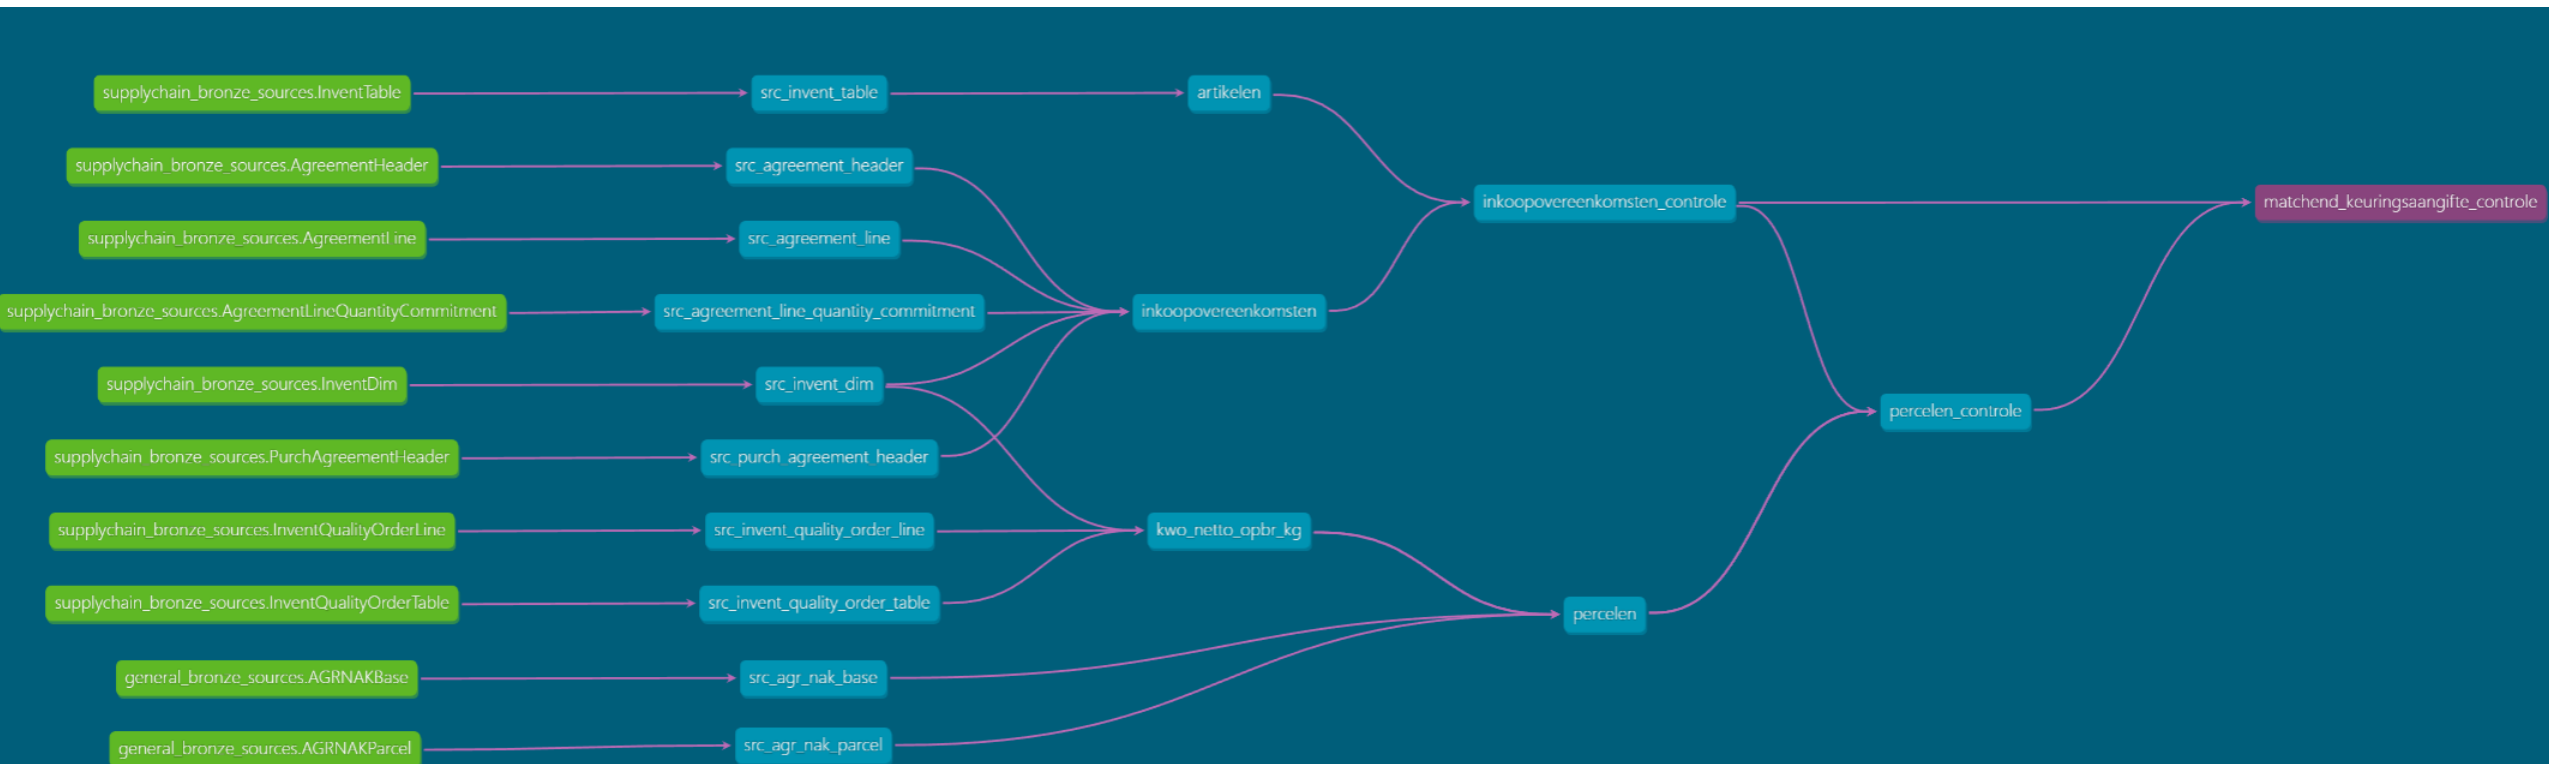 supplychain_bronze_sources.InventTable
src_invent_table
artikelen
supplychain_bronze_sources.AgreementHeader
src_agreement_header
inkoopovereenkomsten_controle
matchend_keuringsaangifte_controle
supplychain_bronze_sources.AgreementLine
src_agreement_line
supplychain_bronze_sources.AgreementLineQuantityCommitment
src_agreement_line_quantity_commitment
inkoopovereenkomsten
supplychain_bronze_sources.InventDim
src_invent_dim
percelen_controle
supplychain_bronze_sources.PurchAgreementHeader
src_purch_agreement_header
supplychain_bronze_sources.InventQualityOrderLine
src_invent_quality_order_line
kwo_netto_opbr_kg
supplychain_bronze_sources.InventQualityOrderTable
src_invent_quality_order_table
percelen
general_bronze_sources.AGRNAKBase
src_agr_nak_base
general_bronze_sources.AGRNAKParcel
src_agr_nak_parcel